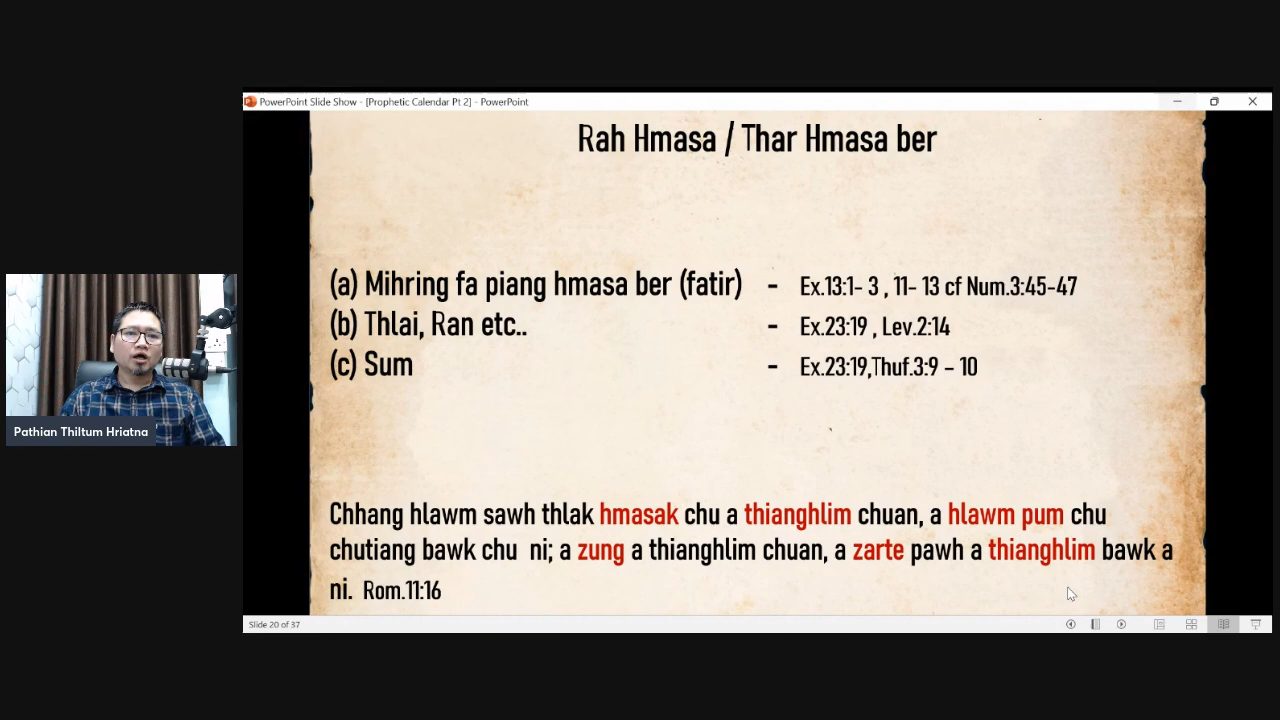 PowerPoint Slide Show - [Prophetic Calendar Pt 2] - PowerPoint
Rah Hmasa / Thar Hmasa ber
(a) Mihring fa piang hmasa ber (fatir) - Ex.13:1- 3 , 11- 13 cf Num.3:45-47
(b) Thlai, Ran etc.. - Ex.23:19 , Lev.2:14
(c) Sum - Ex.23:19,Thuf.3:9 – 10
Pathian Thiltum Hriatna
Chhang hlawm sawh thlak hmasak chu a thianghlim chuan, a hlawm pum chu
chutiang bawk chu ni; a zung a thianghlim chuan, a zarte pawh a thianghlim bawk a
ni. Rom.11:16
Slide 20 of 37